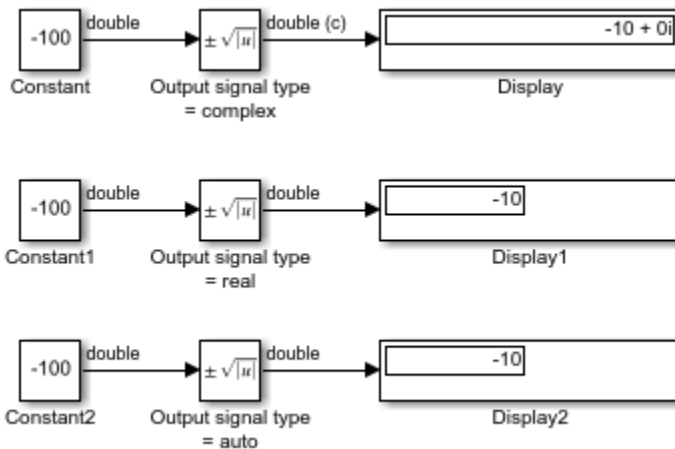 -100
double
± √|u|
double (c)
-10 + 0i
Constant
Output signal type
= complex
Display
-100
double
± √|u|
double
-10
Constant1
Output signal type
= real
Display1
-100
double
± √|u|
double
-10
Constant2
Output signal type
= auto
Display2